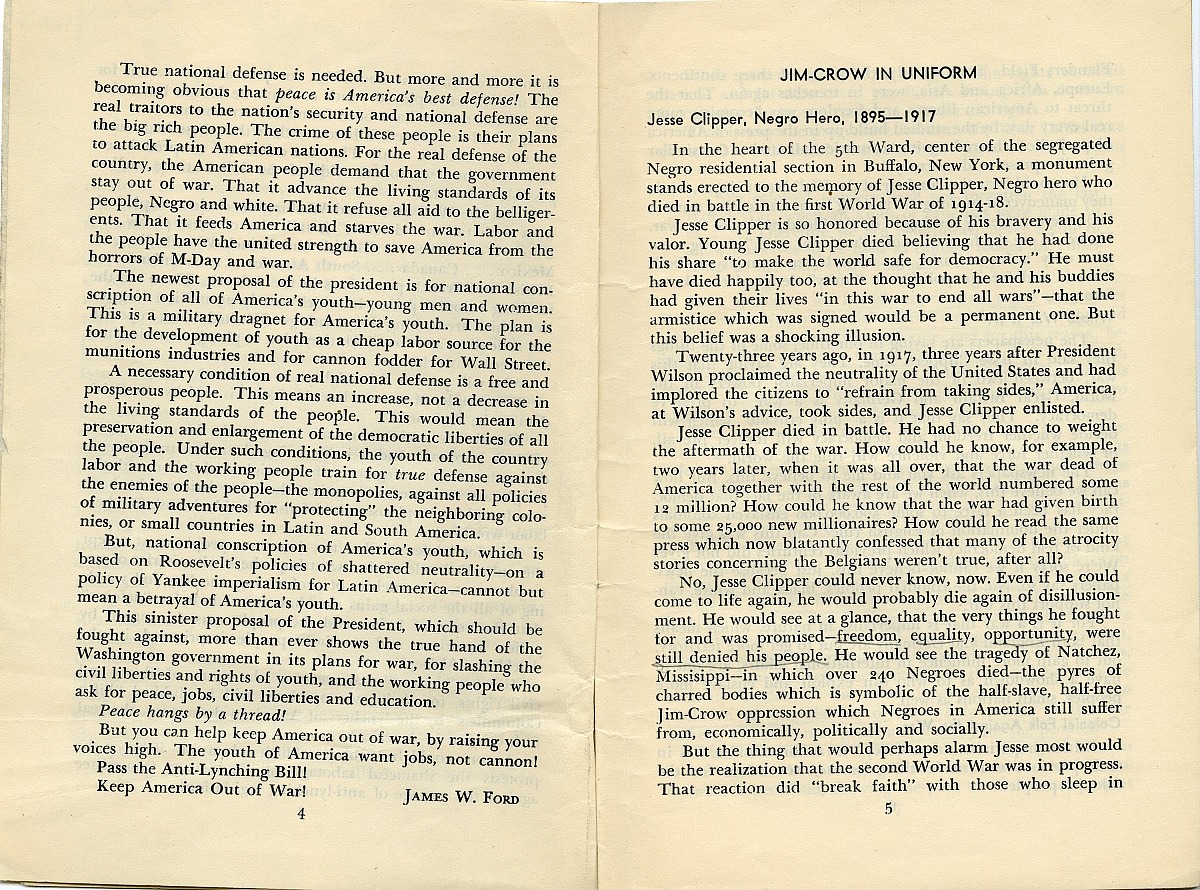 True national defense is needed. But more and more it is
becoming obvious that peace is America's best defense! The
real traitors to the nation's security and national defense are
the big rich people. The crime of these people is their plans
to attack Latin American nations. For the real defense of the
country, the American people demand that the government
stay out of war. That it advance the living standards of its
people, Negro and white. That it refuse all aid to the belliger-
ents. That it feeds America and starves the war. Labor and
the people have the united strength to save America from the
horrors of M-Day and war.
The newest proposal of the president is for national con-
scription of all of America's youth—young men and women.
This is a military dragnet for America's youth. The plan is
for the development of youth as a cheap labor source for the
munitions industries and for cannon fodder for Wall Street.
A necessary condition of real national defense is a free and
prosperous people. This means an increase, not a decrease in
the living standards of the people. This would mean the
preservation and enlargement of the democratic liberties of all
the people. Under such conditions, the youth of the country
labor and the working people train for true defense against
the enemies of the people—the monopolies, against all policies
of military adventures for "protecting" the neighboring colo-
nies, or small countries in Latin and South America.
But, national conscription of America's youth, which is
based on Roosevelt's policies of shattered neutrality—on a
policy of Yankee imperialism for Latin America—cannot but
mean a betrayal of America's youth.
This sinister proposal of the President, which should be
fought against, more than ever shows the true hand of the
Washington government in its plans for war, for slashing the
civil liberties and rights of youth, and the working people who
ask for peace, jobs, civil liberties and education.
Peace hangs by a thread!
But you can help keep America out of war, by raising your
voices high. The youth of America want jobs, not cannon!
Pass the Anti-Lynching Bill!
Keep America Out of War! JAMES W. FORD
4
JIM-CROW IN UNIFORM
Jesse Clipper, Negro Hero, 1895—1917
In the heart of the 5th Ward, center of the segregated
Negro residential section in Buffalo, New York, a monument
stands erected to the memory of Jesse Clipper, Negro hero who
died in battle in the first World War of 1914-18.
Jesse Clipper is so honored because of his bravery and his
valor. Young Jesse Clipper died believing that he had done
his share "to make the world safe for democracy." He must
have died happily too, at the thought that he and his buddies
had given their lives "in this war to end all wars"—that the
armistice which was signed would be a permanent one. But
this belief was a shocking illusion.
Twenty-three years ago, in 1917, three years after President
Wilson proclaimed the neutrality of the United States and had
implored the citizens to "refrain from taking sides," America,
at Wilson's advice, took sides, and Jesse Clipper enlisted.
Jesse Clipper died in battle. He had no chance to weight
the aftermath of the war. How could he know, for example,
two years later, when it was all over, that the war dead of
America together with the rest of the world numbered some
12 million? How could he know that the war had given birth
to some 25,000 new millionaires? How could he read the same
press which now blatantly confessed that many of the atrocity
stories concerning the Belgians weren't true, after all?
No, Jesse Clipper could never know, now. Even if he could
come to life again, he would probably die again of disillusion-
ment. He would see at a glance, that the very things he fought
for and was promised—freedom, equality, opportunity, were
still denied his people. He would see the tragedy of Natchez,
Missisippi—in which over 240 Negroes died—the pyres of
charred bodies which is symbolic of the half-slave, half-free
Jim-Crow oppression which Negroes in America still suffer
from, economically, politically and socially.
But the thing that would perhaps alarm Jesse most would
be the realization that the second World War was in progress.
That reaction did "break faith" with those who sleep in
5